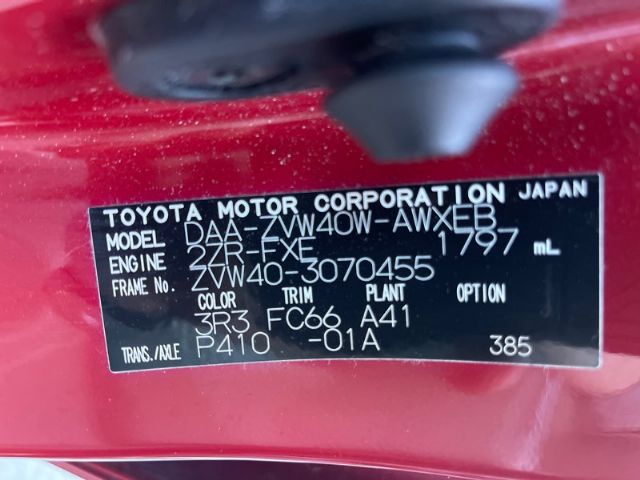 TOYOTA MOTOR CORPORATION JAPAN
MODEL DAA-ZVW40W-AWXEB
ENGINE 2ZR-FXE 1797 mL
FRAME No. ZVW40-3070455
COLOR TRIM PLANT OPTION
3R3 FC66 A41
TRANS./AXLE P410 -01A 385